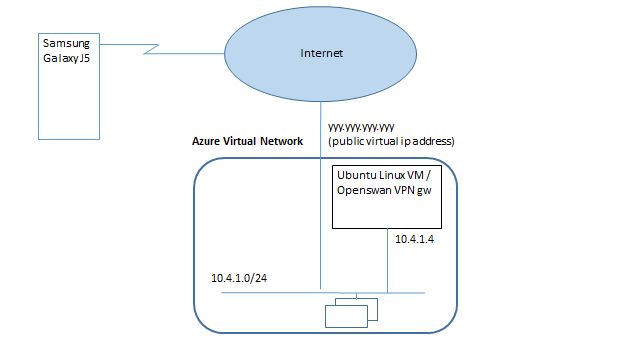 Samsung
Galaxy J5
Internet
yyy.yyy.yyy.yyy
Azure Virtual Network
(public virtual ip address)
Ubuntu Linux VM /
Openswan VPN gw
10.4.1.4
10.4.1.0/24